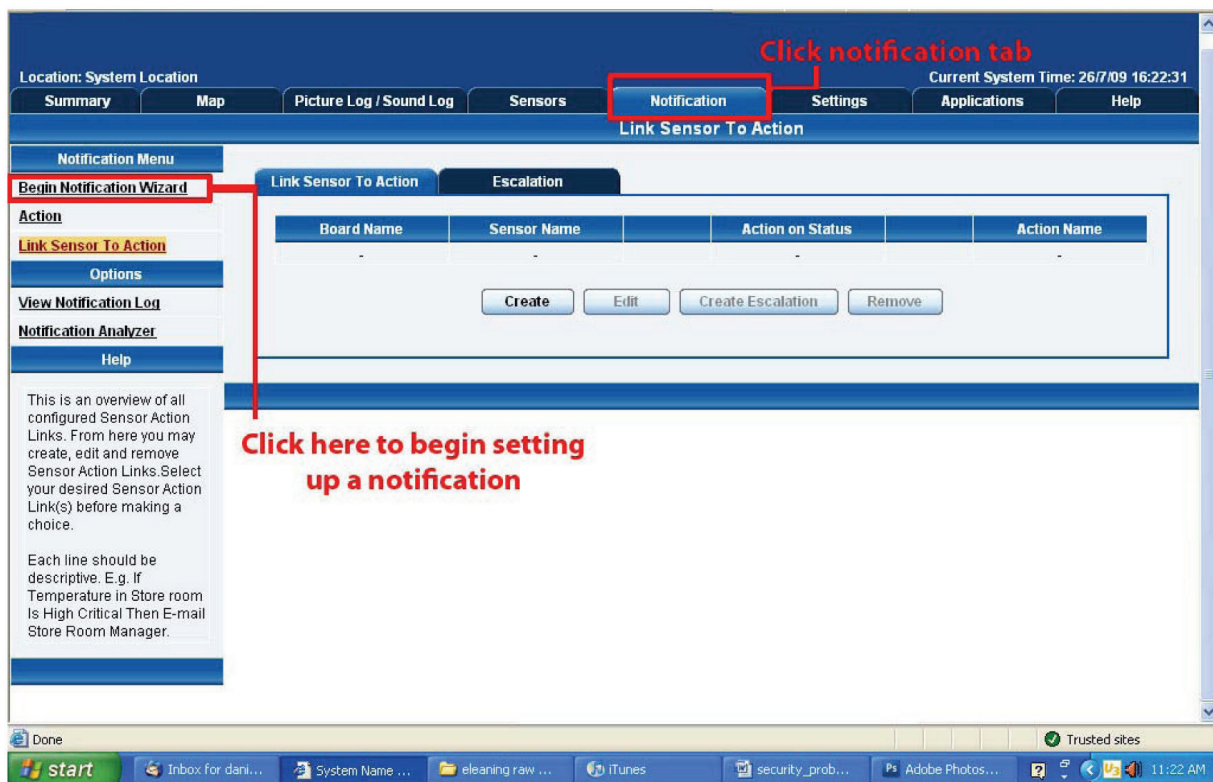 Click notification tab
Location: System Location
Current System Time: 26/7/09 16:22:31
Summary Map Picture Log / Sound Log Sensors Notification Settings Applications Help
Link Sensor To Action
Notification Menu
Begin Notification Wizard
Action
Link Sensor To Action
Options
View Notification Log
Notification Analyzer
Help
This is an overview of all
configured Sensor Action
Links. From here you may
create, edit and remove
Sensor Action Links.Select
your desired Sensor Action
Link(s) before making a
choice.
Each line should be
descriptive. E.g. If
Temperature in Store room
Is High Critical Then E-mail
Store Room Manager.
Link Sensor To Action Escalation
Board Name Sensor Name Action on Status Action Name
- - - -
Create Edit Create Escalation Remove
Click here to begin setting
up a notification
Done
Trusted sites
start Inbox for dani... System Name ... eleaning raw ... iTunes security_prob... Ps Adobe Photos... 11:22 AM